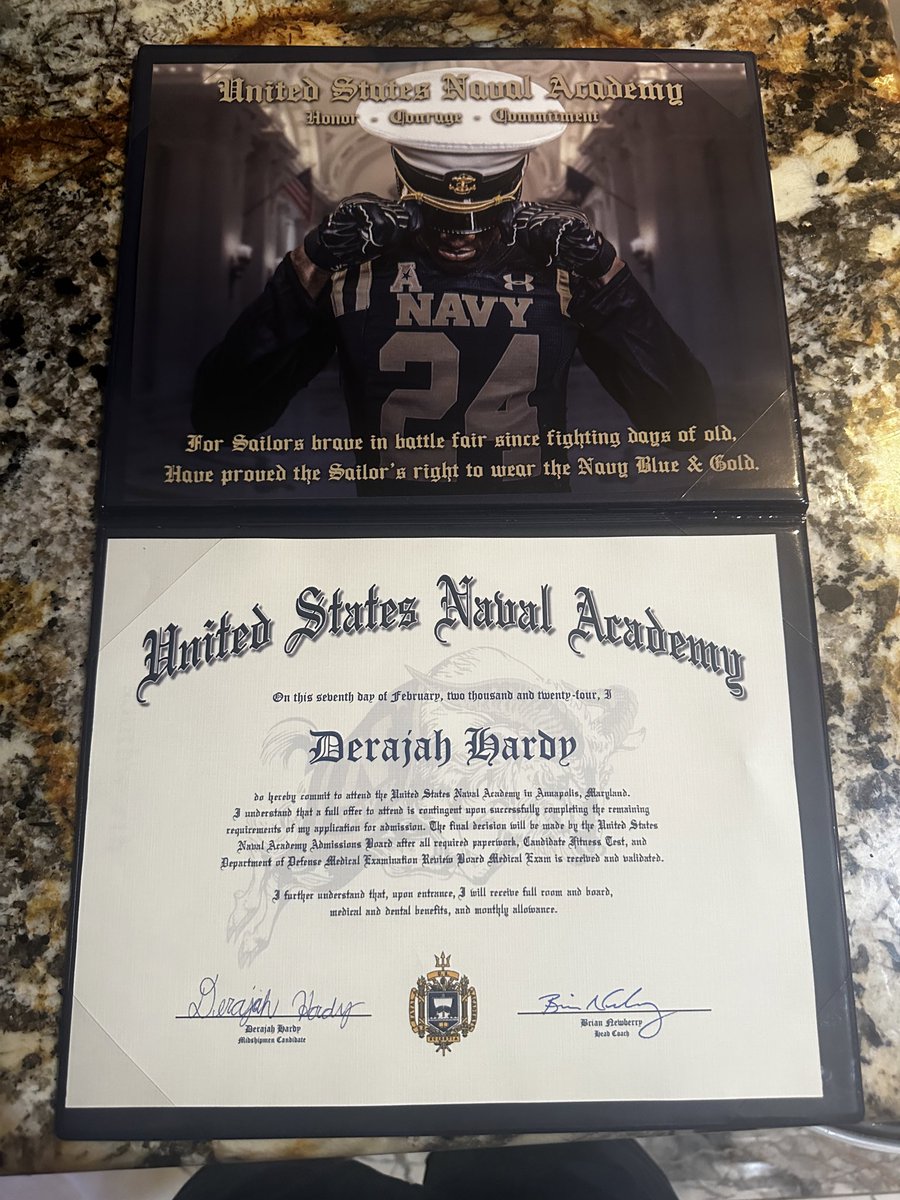 United States Naval Academy
Honor - Courage - Commitment
A
NAVY
24
For Sailors brave in battle fair since fighting days of old,
Have proved the Sailor's right to wear the Navy Blue & Gold.
United States Naval Academy
On this seventh day of February, two thousand and twenty-four, I
Derajah Hardy
do hereby commit to attend the United States Naval Academy in Annapolis, Maryland.
I understand that a full offer to attend is contingent upon successfully completing the remaining
requirements of my application for admission. The final decision will be made by the United States
Naval Academy Admissions Board after all required paperwork, Candidate Fitness Test, and
Department of Defense Medical Examination Review Board Medical Exam is received and validated.
I further understand that, upon entrance, I will receive full room and board,
medical and dental benefits, and monthly allowance.
Derajah Hardy
Derajah Hardy
Midshipmen Candidate
Brian Newberry
Head Coach